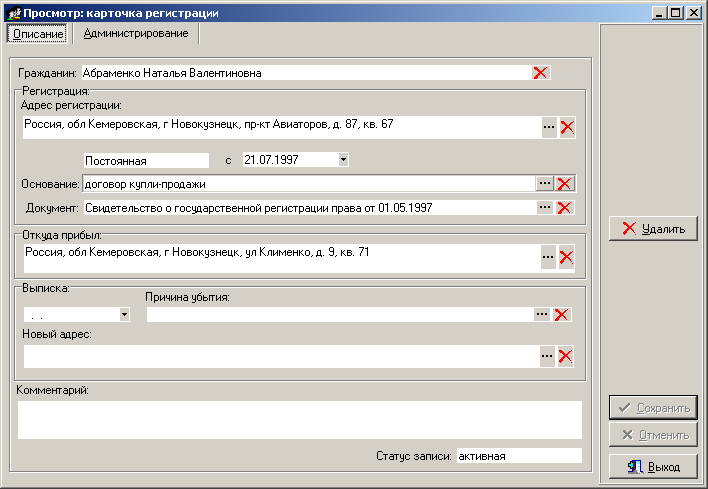 Просмотр: карточка регистрации
Описание
Администрирование
Гражданин: Абраменко Наталья Валентиновна
Регистрация:
Адрес регистрации:
Россия, обл Кемеровская, г Новокузнецк, пр-кт Авиаторов, д. 87, кв. 67
Постоянная с 21.07.1997
Основание: договор купли-продажи
Документ: Свидетельство о государственной регистрации права от 01.05.1997
Откуда прибыл:
Россия, обл Кемеровская, г Новокузнецк, ул Клименко, д. 9, кв. 71
Выписка:
Причина убытия:
. .
Новый адрес:
Комментарий:
Статус записи: активная
Удалить
Сохранить
Отменить
Выход